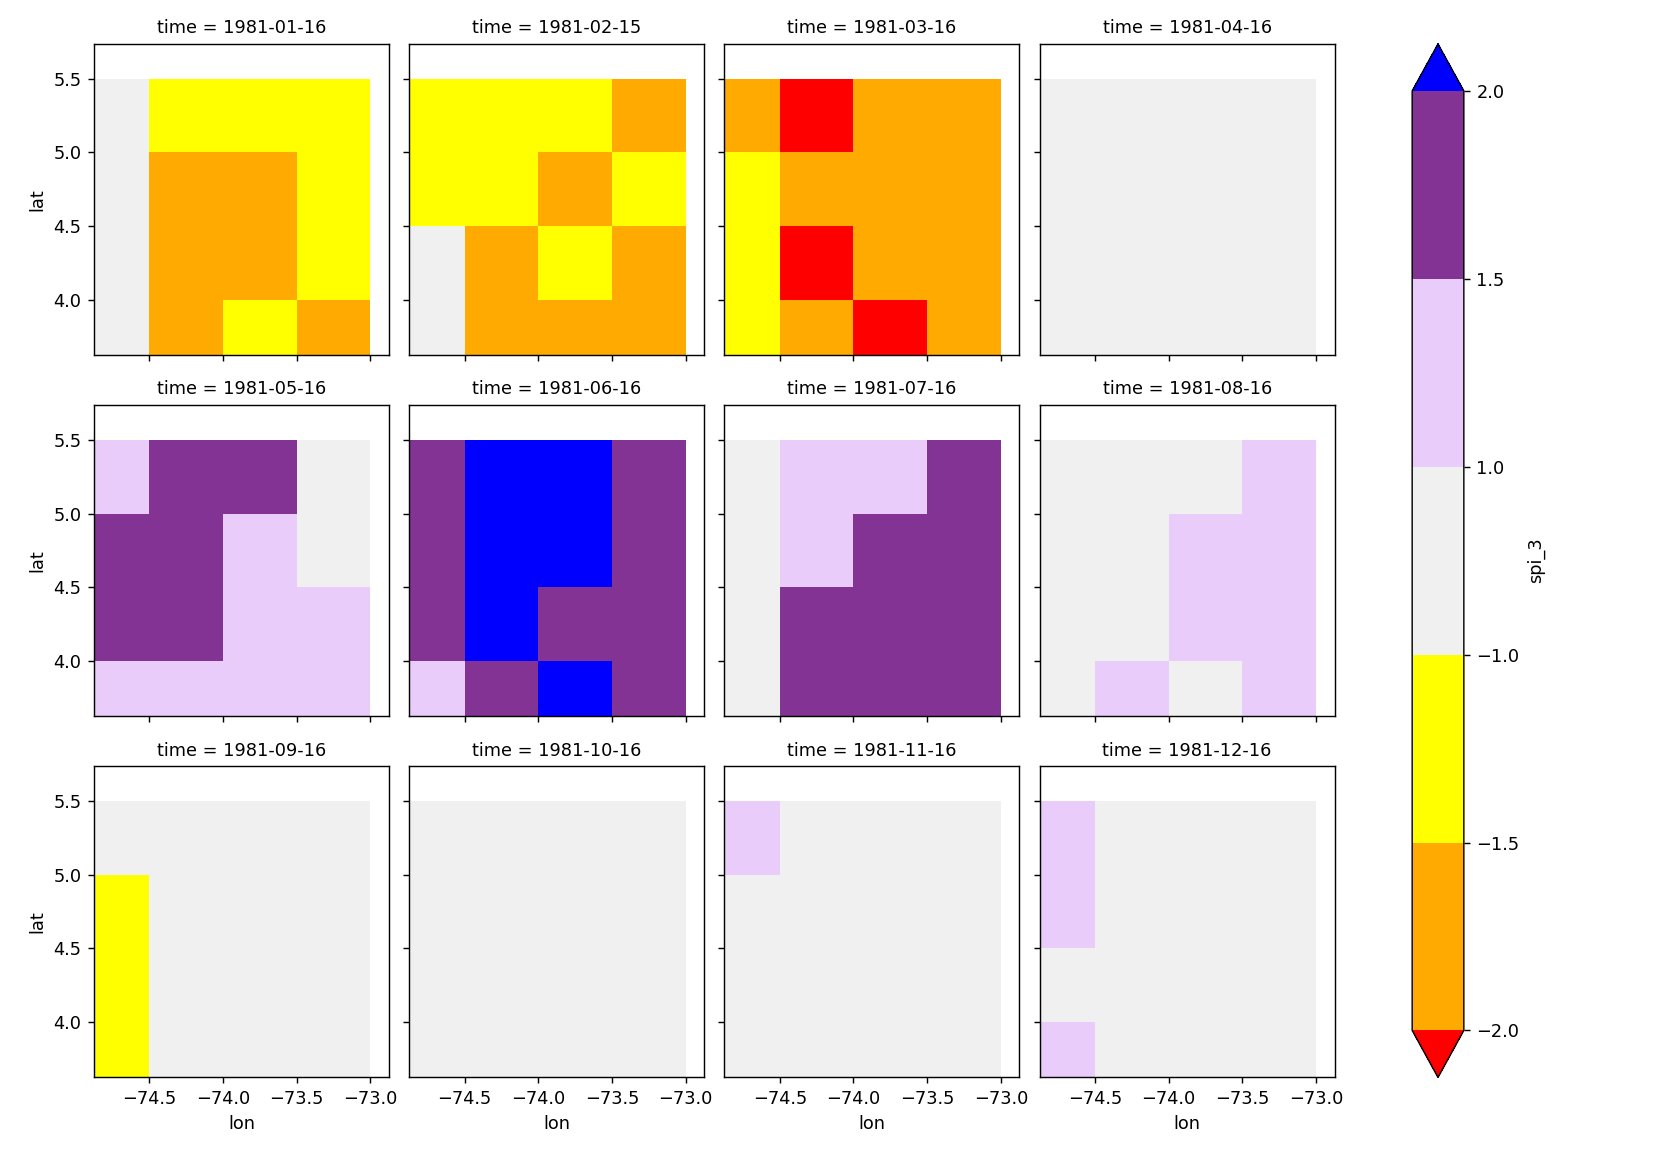 time = 1981-01-16
time = 1981-02-15
time = 1981-03-16
time = 1981-04-16
5.5
5.0
4.5
4.0
lat
time = 1981-05-16
time = 1981-06-16
time = 1981-07-16
time = 1981-08-16
5.5
5.0
4.5
4.0
lat
time = 1981-09-16
time = 1981-10-16
time = 1981-11-16
time = 1981-12-16
5.5
5.0
4.5
4.0
lat
−74.5 −74.0 −73.5 −73.0
−74.5 −74.0 −73.5 −73.0
−74.5 −74.0 −73.5 −73.0
−74.5 −74.0 −73.5 −73.0
lon
lon
lon
lon
2.0
1.5
1.0
−1.0
−1.5
−2.0
spi_3